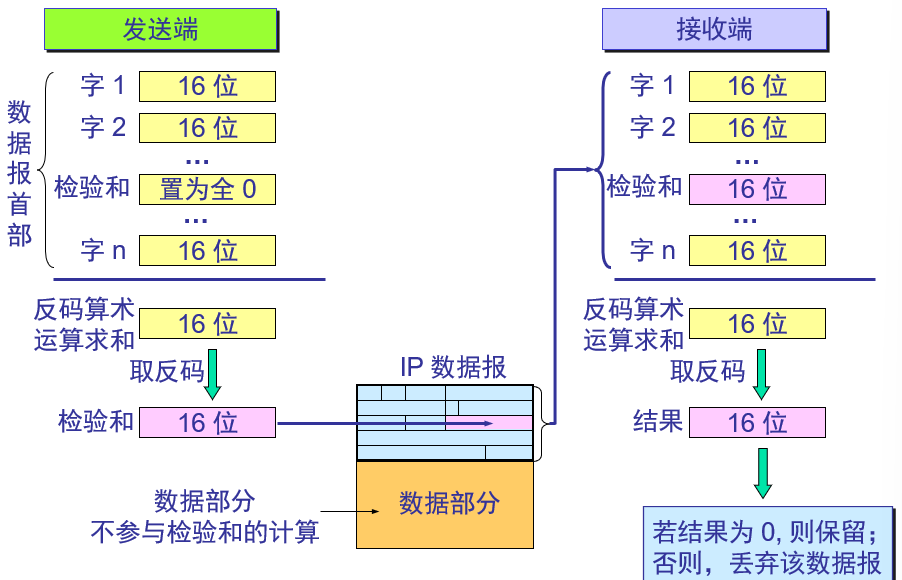 发送端
数据报首部
字 1
16 位
字 2
16 位
...
检验和
置为全 0
...
字 n
16 位
反码算术
运算求和
16 位
取反码
检验和
16 位
IP 数据报
数据部分
数据部分
不参与检验和的计算
接收端
字 1
16 位
字 2
16 位
...
检验和
16 位
...
字 n
16 位
反码算术
运算求和
16 位
取反码
结果
16 位
若结果为 0, 则保留；
否则，丢弃该数据报